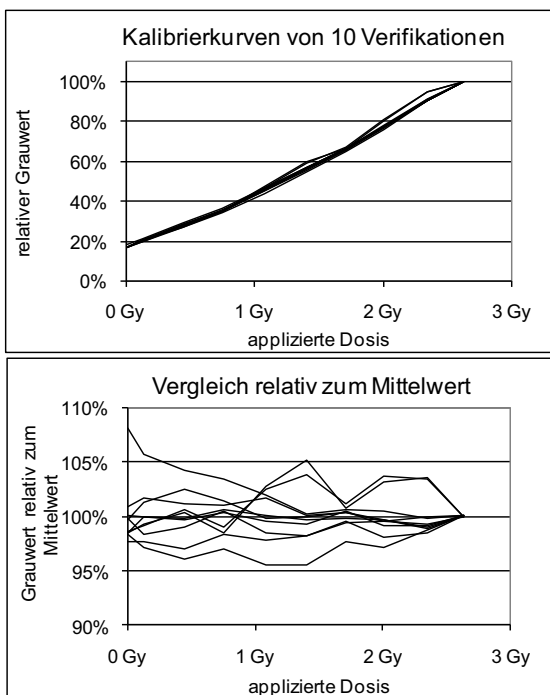 Kalibrierkurven von 10 Verifikationen
100%
80%
60%
40%
20%
0%
relativer Grauwert
0 Gy 1 Gy 2 Gy 3 Gy
applizierte Dosis
Vergleich relativ zum Mittelwert
110%
105%
100%
95%
90%
Grauwert relativ zum
Mittelwert
0 Gy 1 Gy 2 Gy 3 Gy
applizierte Dosis